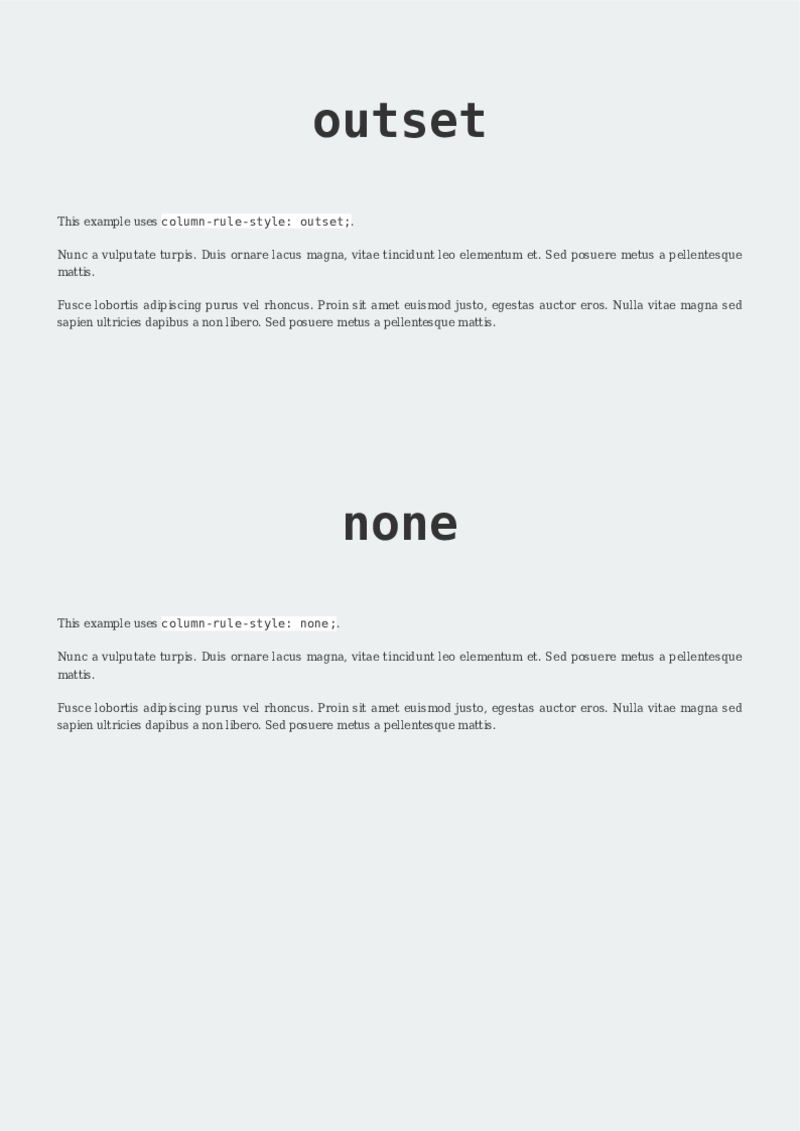 outset
This example uses column-rule-style: outset;.
Nunc a vulputate turpis. Duis ornare lacus magna, vitae tincidunt leo elementum et. Sed posuere metus a pellentesque
mattis.
Fusce lobortis adipiscing purus vel rhoncus. Proin sit amet euismod justo, egestas auctor eros. Nulla vitae magna sed
sapien ultricies dapibus a non libero. Sed posuere metus a pellentesque mattis.
none
This example uses column-rule-style: none;.
Nunc a vulputate turpis. Duis ornare lacus magna, vitae tincidunt leo elementum et. Sed posuere metus a pellentesque
mattis.
Fusce lobortis adipiscing purus vel rhoncus. Proin sit amet euismod justo, egestas auctor eros. Nulla vitae magna sed
sapien ultricies dapibus a non libero. Sed posuere metus a pellentesque mattis.